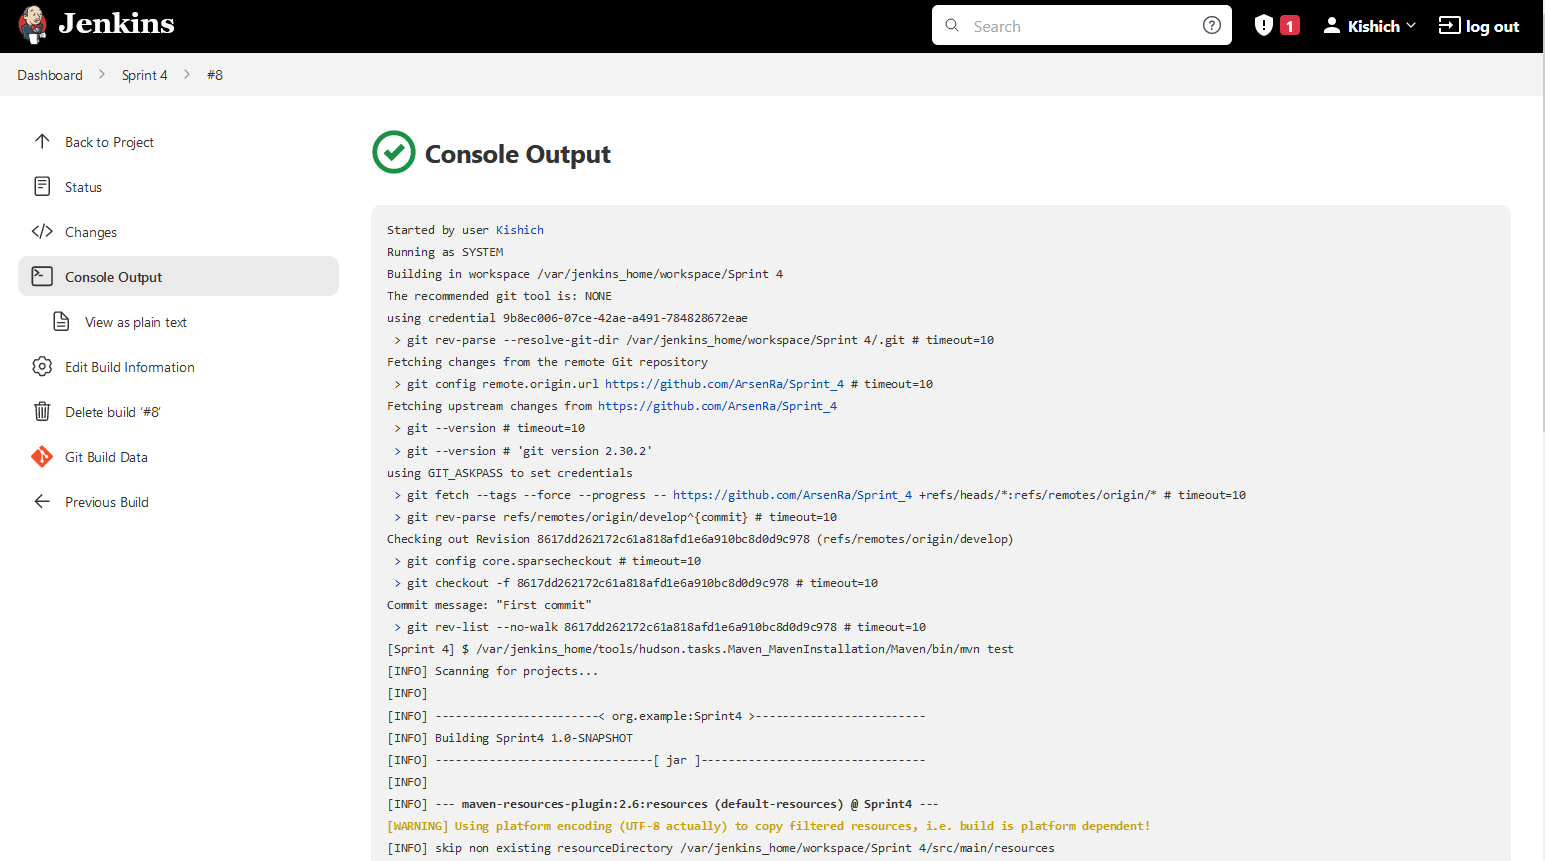 Jenkins
Search
1
Kishich
log out
Dashboard
Sprint 4
#8
Back to Project
Status
Changes
Console Output
View as plain text
Edit Build Information
Delete build ‘#8’
Git Build Data
Previous Build
Console Output
Started by user Kishich
Running as SYSTEM
Building in workspace /var/jenkins_home/workspace/Sprint 4
The recommended git tool is: NONE
using credential 9b8ec006-07ce-42ae-a491-784828672eae
> git rev-parse --resolve-git-dir /var/jenkins_home/workspace/Sprint 4/.git # timeout=10
Fetching changes from the remote Git repository
> git config remote.origin.url https://github.com/ArsenRa/Sprint_4 # timeout=10
Fetching upstream changes from https://github.com/ArsenRa/Sprint_4
> git --version # timeout=10
> git --version # 'git version 2.30.2'
using GIT_ASKPASS to set credentials
> git fetch --tags --force --progress -- https://github.com/ArsenRa/Sprint_4 +refs/heads/*:refs/remotes/origin/* # timeout=10
> git rev-parse refs/remotes/origin/develop^{commit} # timeout=10
Checking out Revision 8617dd262172c61a818afd1e6a910bc8d0d9c978 (refs/remotes/origin/develop)
> git config core.sparsecheckout # timeout=10
> git checkout -f 8617dd262172c61a818afd1e6a910bc8d0d9c978 # timeout=10
Commit message: "First commit"
> git rev-list --no-walk 8617dd262172c61a818afd1e6a910bc8d0d9c978 # timeout=10
[Sprint 4] $ /var/jenkins_home/tools/hudson.tasks.Maven_MavenInstallation/Maven/bin/mvn test
[INFO] Scanning for projects...
[INFO]
[INFO] ------------------------< org.example:Sprint4 >-------------------------
[INFO] Building Sprint4 1.0-SNAPSHOT
[INFO] --------------------------------[ jar ]---------------------------------
[INFO]
[INFO] --- maven-resources-plugin:2.6:resources (default-resources) @ Sprint4 ---
[WARNING] Using platform encoding (UTF-8 actually) to copy filtered resources, i.e. build is platform dependent!
[INFO] skip non existing resourceDirectory /var/jenkins_home/workspace/Sprint 4/src/main/resources